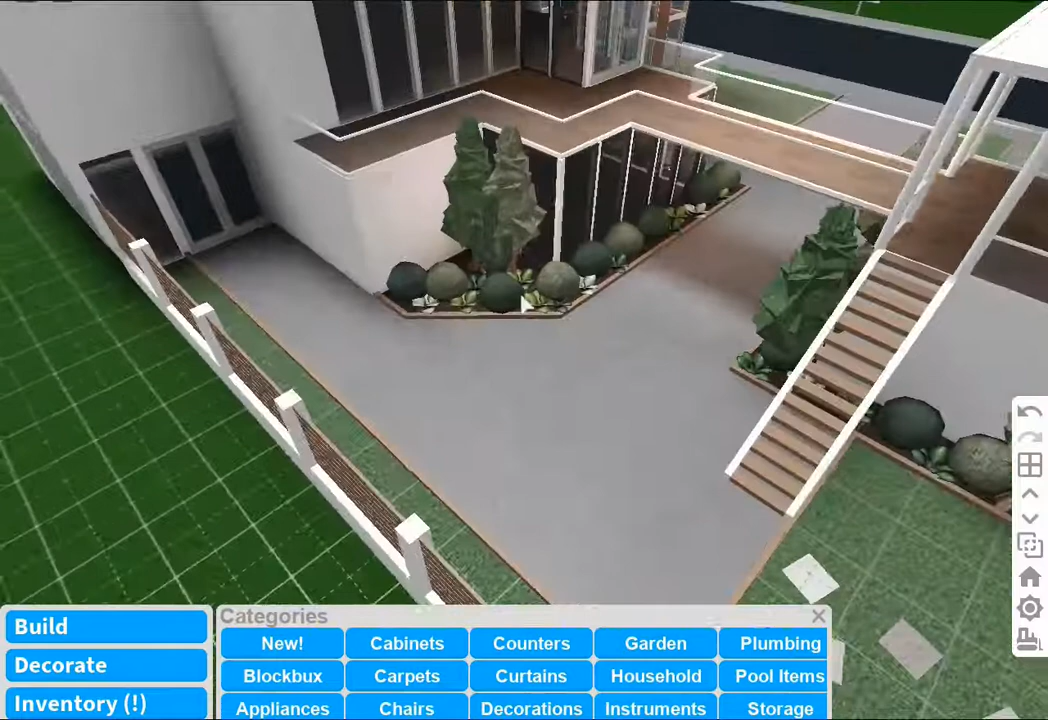 Build
Decorate
Inventory (!)
Categories
New! Cabinets Counters Garden Plumbing
Blockbux Carpets Curtains Household Pool Items
Appliances Chairs Decorations Instruments Storage